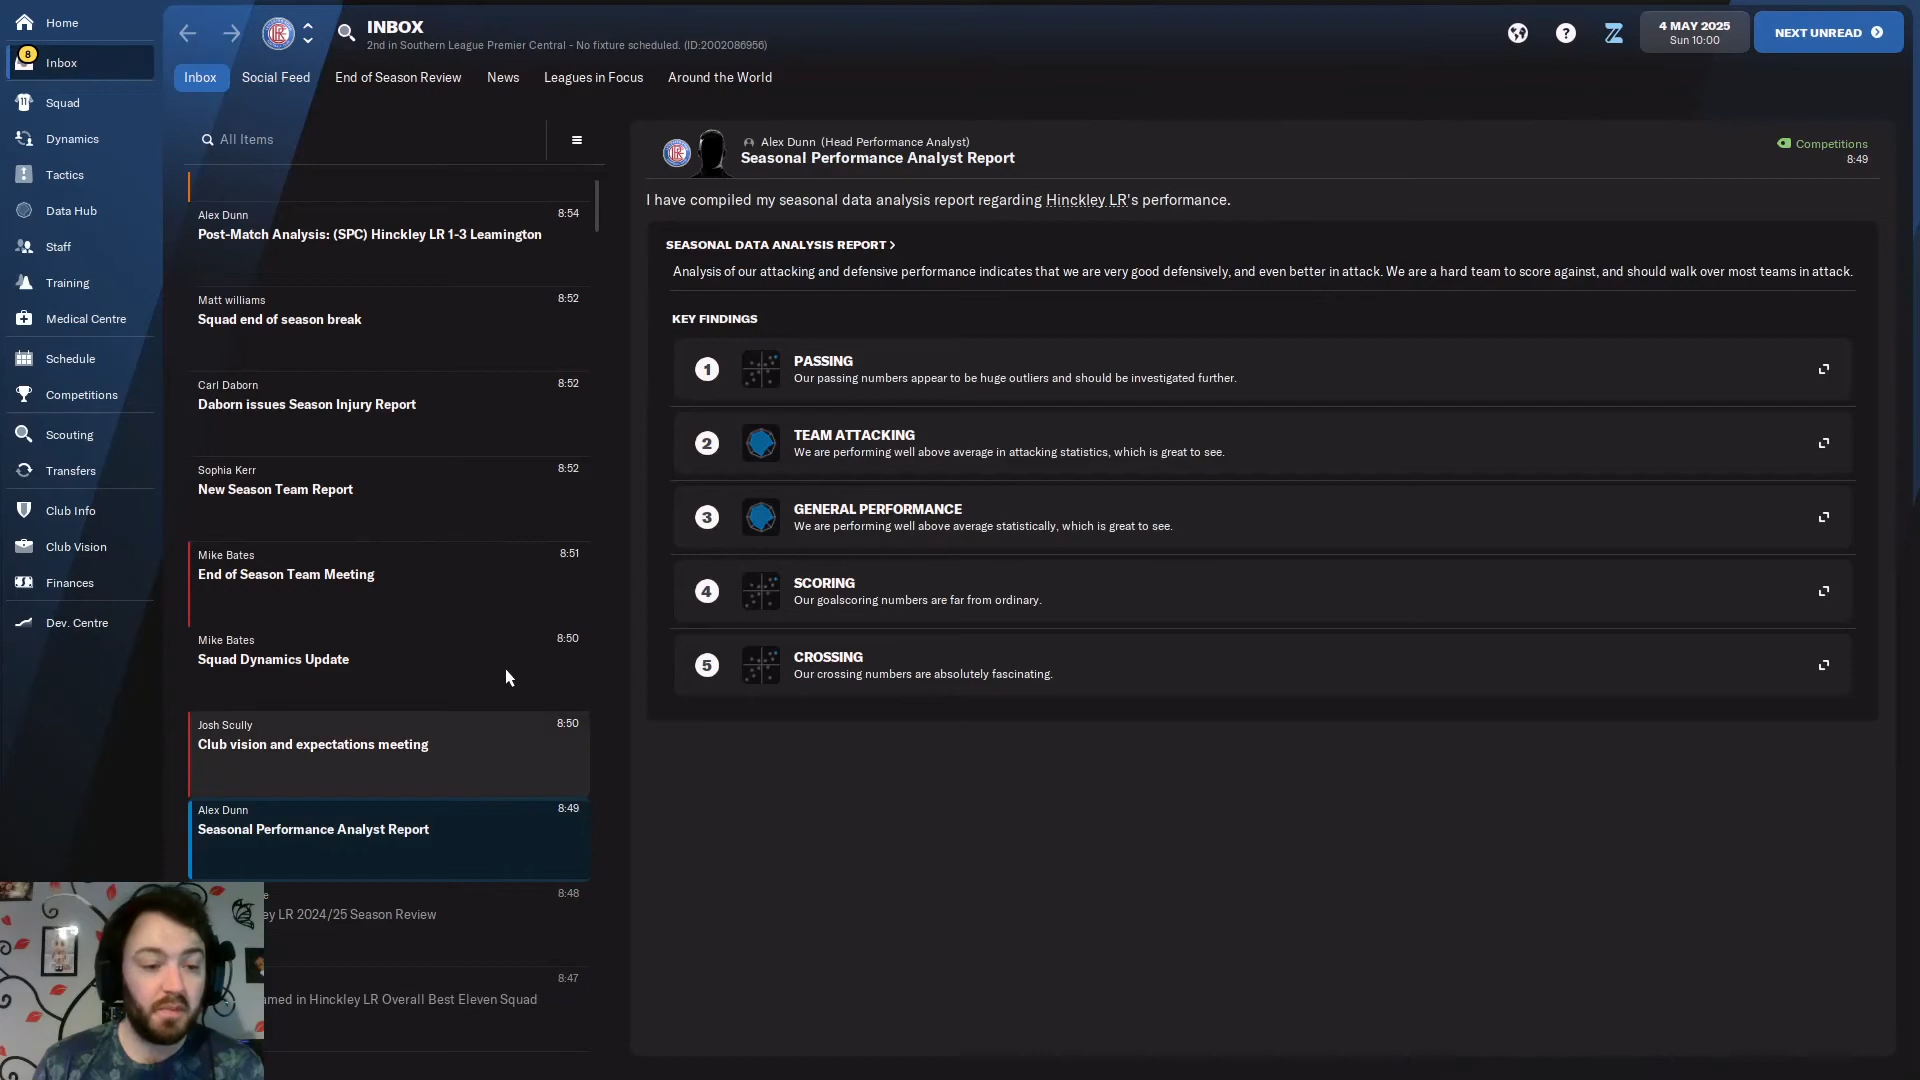 Home
8
Inbox
Squad
Dynamics
Tactics
Data Hub
Staff
Training
Medical Centre
Schedule
Competitions
Scouting
Transfers
Club Info
Club Vision
Finances
Dev. Centre
INBOX
2nd in Southern League Premier Central - No fixture scheduled. (ID:2002086956)
4 MAY 2025
Sun 10:00
NEXT UNREAD
Inbox Social Feed End of Season Review News Leagues in Focus Around the World
All Items
Alex Dunn 8:54
Post-Match Analysis: (SPC) Hinckley LR 1-3 Leamington
Matt williams 8:52
Squad end of season break
Carl Daborn 8:52
Daborn issues Season Injury Report
Sophia Kerr 8:52
New Season Team Report
Mike Bates 8:51
End of Season Team Meeting
Mike Bates 8:50
Squad Dynamics Update
Josh Scully 8:50
Club vision and expectations meeting
Alex Dunn 8:49
Seasonal Performance Analyst Report
8:48
LR 2024/25 Season Review
8:47
in Hinckley LR Overall Best Eleven Squad
Alex Dunn (Head Performance Analyst)
Seasonal Performance Analyst Report
Competitions
8:49
I have compiled my seasonal data analysis report regarding Hinckley LR's performance.
SEASONAL DATA ANALYSIS REPORT >
Analysis of our attacking and defensive performance indicates that we are very good defensively, and even better in attack. We are a hard team to score against, and should walk over most teams in attack.
KEY FINDINGS
1 PASSING
Our passing numbers appear to be huge outliers and should be investigated further.
2 TEAM ATTACKING
We are performing well above average in attacking statistics, which is great to see.
3 GENERAL PERFORMANCE
We are performing well above average statistically, which is great to see.
4 SCORING
Our goalscoring numbers are far from ordinary.
5 CROSSING
Our crossing numbers are absolutely fascinating.